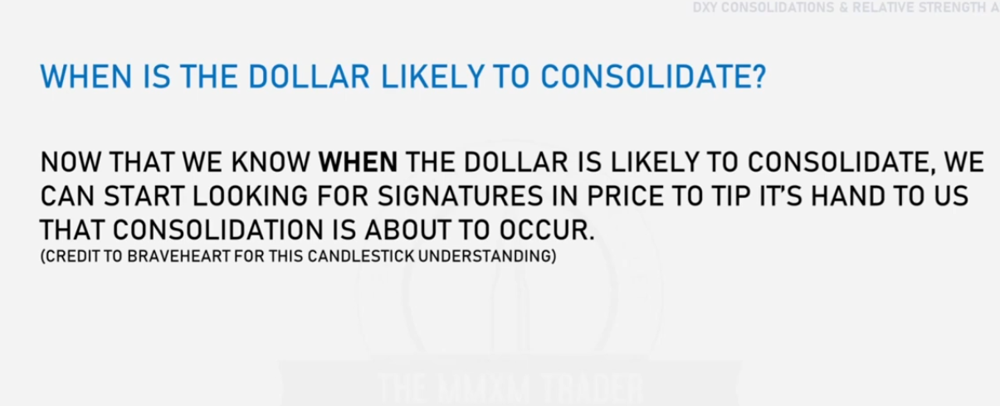 DXY CONSOLIDATIONS & RELATIVE STRENGTH A
WHEN IS THE DOLLAR LIKELY TO CONSOLIDATE?
NOW THAT WE KNOW WHEN THE DOLLAR IS LIKELY TO CONSOLIDATE, WE
CAN START LOOKING FOR SIGNATURES IN PRICE TO TIP IT'S HAND TO US
THAT CONSOLIDATION IS ABOUT TO OCCUR.
(CREDIT TO BRAVEHEART FOR THIS CANDLESTICK UNDERSTANDING)
THE MMXM TRADER